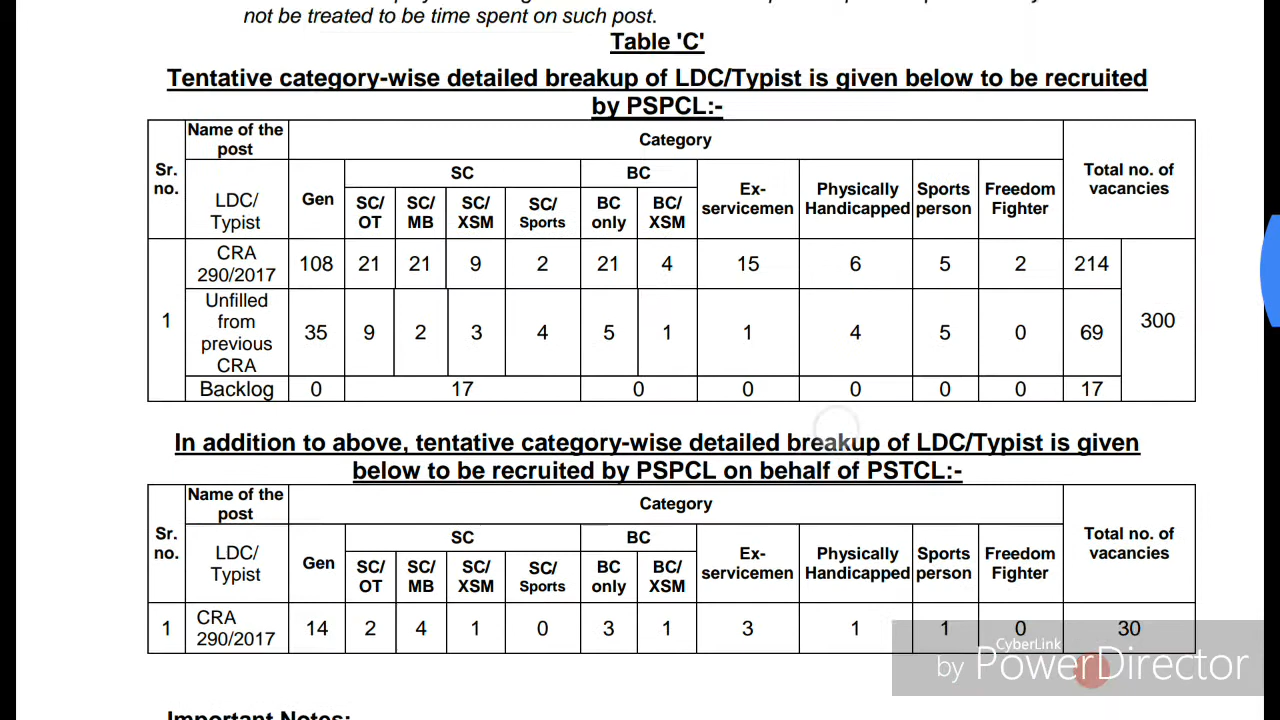 not be treated to be time spent on such post.
Table 'C'
Tentative category-wise detailed breakup of LDC/Typist is given below to be recruited
by PSPCL:-
Sr. no. Name of the post Category Total no. of vacancies
LDC/ Typist Gen SC BC Ex-servicemen Physically Handicapped Sports person Freedom Fighter
SC/ OT SC/ MB SC/ XSM SC/ Sports BC only BC/ XSM
1 CRA 290/2017 108 21 21 9 2 21 4 15 6 5 2 214 300
Unfilled from previous CRA 35 9 2 3 4 5 1 1 4 5 0 69
Backlog 0 17 0 0 0 0 0 17
In addition to above, tentative category-wise detailed breakup of LDC/Typist is given
below to be recruited by PSPCL on behalf of PSTCL:-
Sr. no. Name of the post Category Total no. of vacancies
LDC/ Typist Gen SC BC Ex-servicemen Physically Handicapped Sports person Freedom Fighter
SC/ OT SC/ MB SC/ XSM SC/ Sports BC only BC/ XSM
1 CRA 290/2017 14 2 4 1 0 3 1 3 1 1 0 30
CyberLink
by PowerDirector
Important Notes: